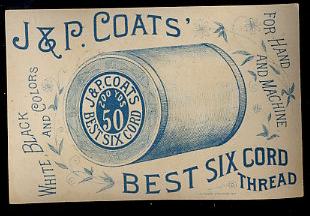 J & P. COATS'
WHITE, BLACK
AND COLORS
FOR HAND
AND MACHINE
J & P. COATS
200 YDS
50
BEST SIX CORD
BEST SIX CORD
THREAD